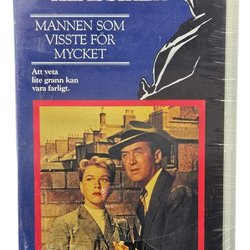 MANNEN SOM
VISSTE FÖR
MYCKET
Att veta
lite grann kan
vara farligt.